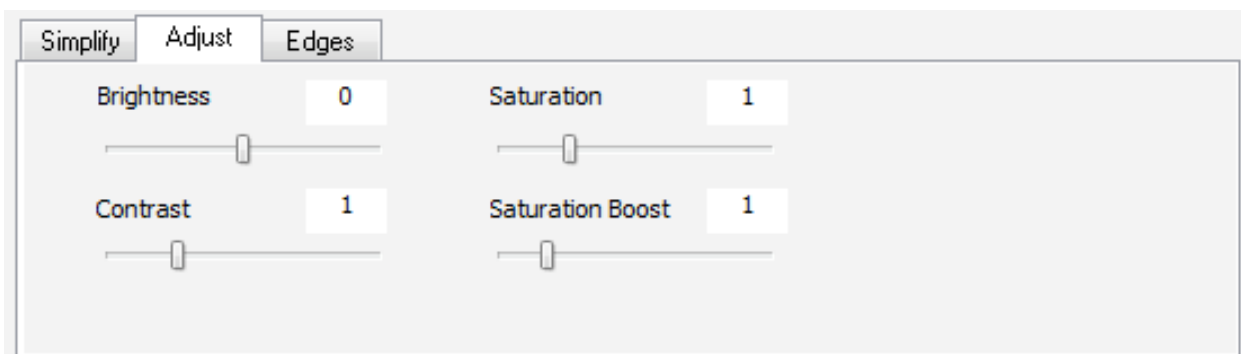 Simplify Adjust Edges
Brightness 0 Saturation 1
Contrast 1 Saturation Boost 1